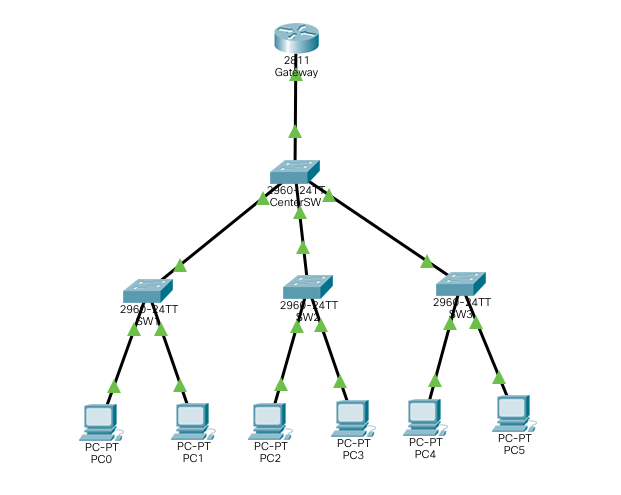 2811
Gateway
2960-24TT
CenterSW
2960-24TT
SW1
2960-24TT
SW2
2960-24TT
SW3
PC-PT
PC0
PC-PT
PC1
PC-PT
PC2
PC-PT
PC3
PC-PT
PC4
PC-PT
PC5